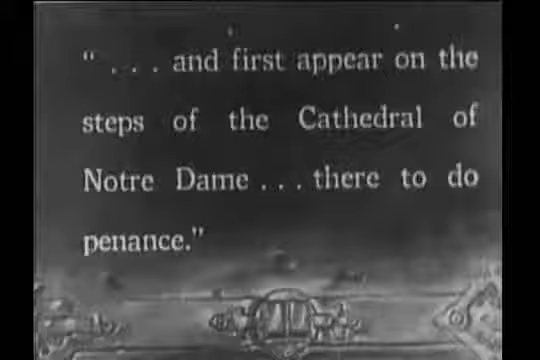 “ . . . and first appear on the
steps of the Cathedral of
Notre Dame . . . there to do
penance.”